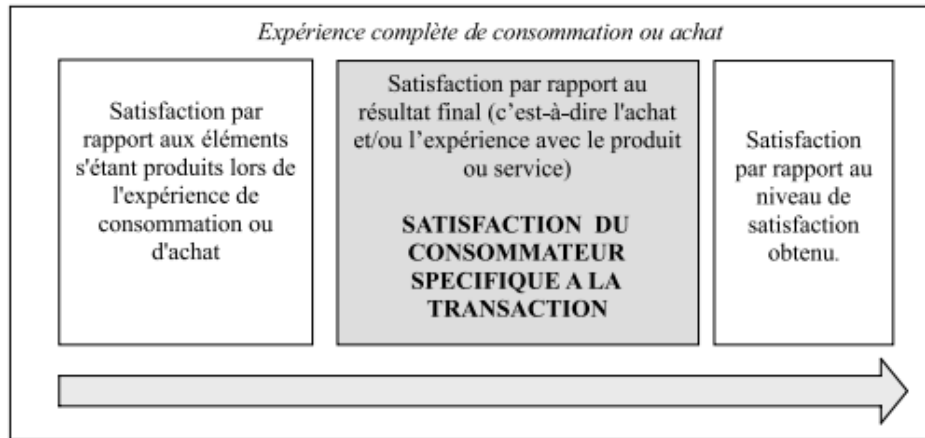 Expérience complète de consommation ou achat
Satisfaction par
rapport aux éléments
s'étant produits lors de
l'expérience de
consommation ou
d'achat
Satisfaction par rapport au
résultat final (c’est-à-dire l'achat
et/ou l’expérience avec le produit
ou service)
SATISFACTION DU
CONSOMMATEUR
SPECIFIQUE A LA
TRANSACTION
Satisfaction
par rapport au
niveau de
satisfaction
obtenu.